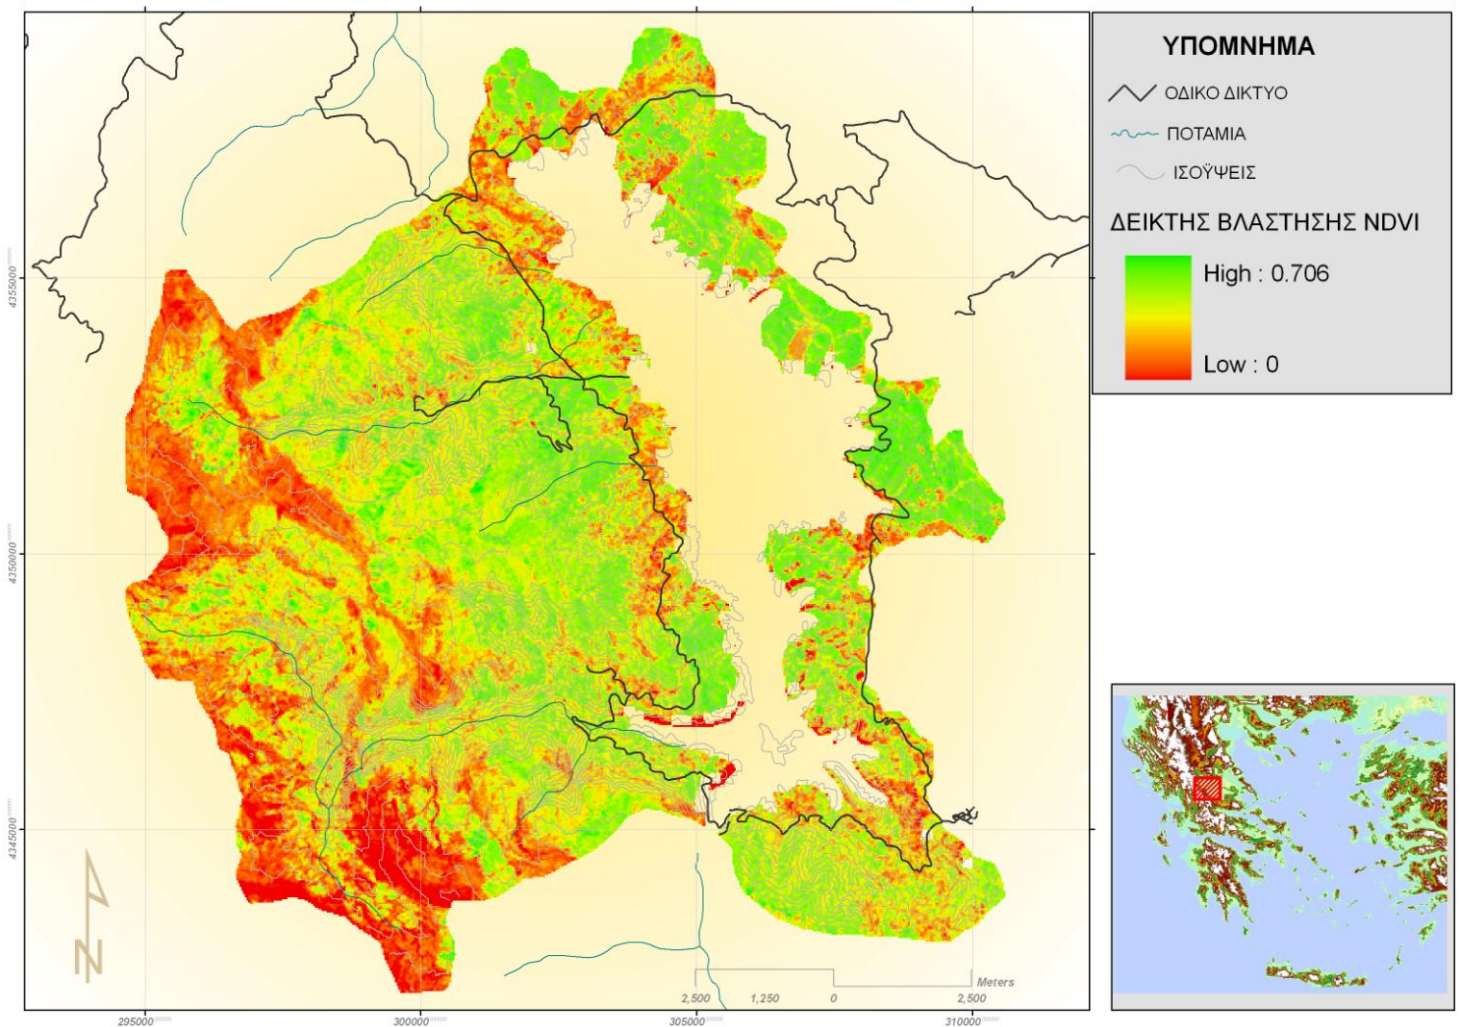 ΥΠΟΜΝΗΜΑ
ΟΔΙΚΟ ΔΙΚΤΥΟ
ΠΟΤΑΜΙΑ
ΙΣΟΫΨΕΙΣ
ΔΕΙΚΤΗΣ ΒΛΑΣΤΗΣΗΣ NDVI
High : 0.706
Low : 0
4355000
4350000
4345000
N
Meters
2,500 1,250 0 2,500
295000 300000 305000 310000